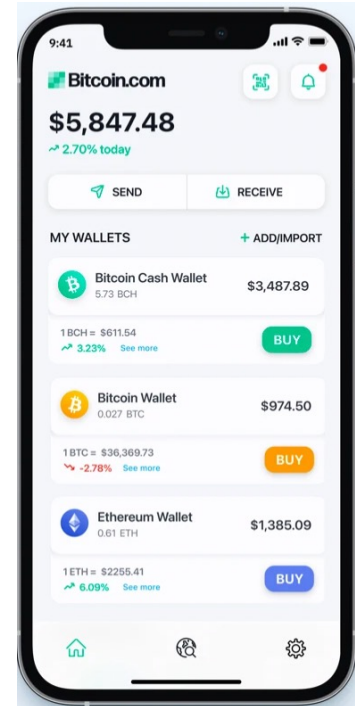 9:41
Bitcoin.com
$5,847.48
2.70% today
SEND
RECEIVE
MY WALLETS
+ ADD/IMPORT
Bitcoin Cash Wallet
5.73 BCH
$3,487.89
1 BCH = $611.54
3.23% See more
BUY
Bitcoin Wallet
0.027 BTC
$974.50
1 BTC = $36,369.73
-2.78% See more
BUY
Ethereum Wallet
0.61 ETH
$1,385.09
1 ETH = $2255.41
6.09% See more
BUY